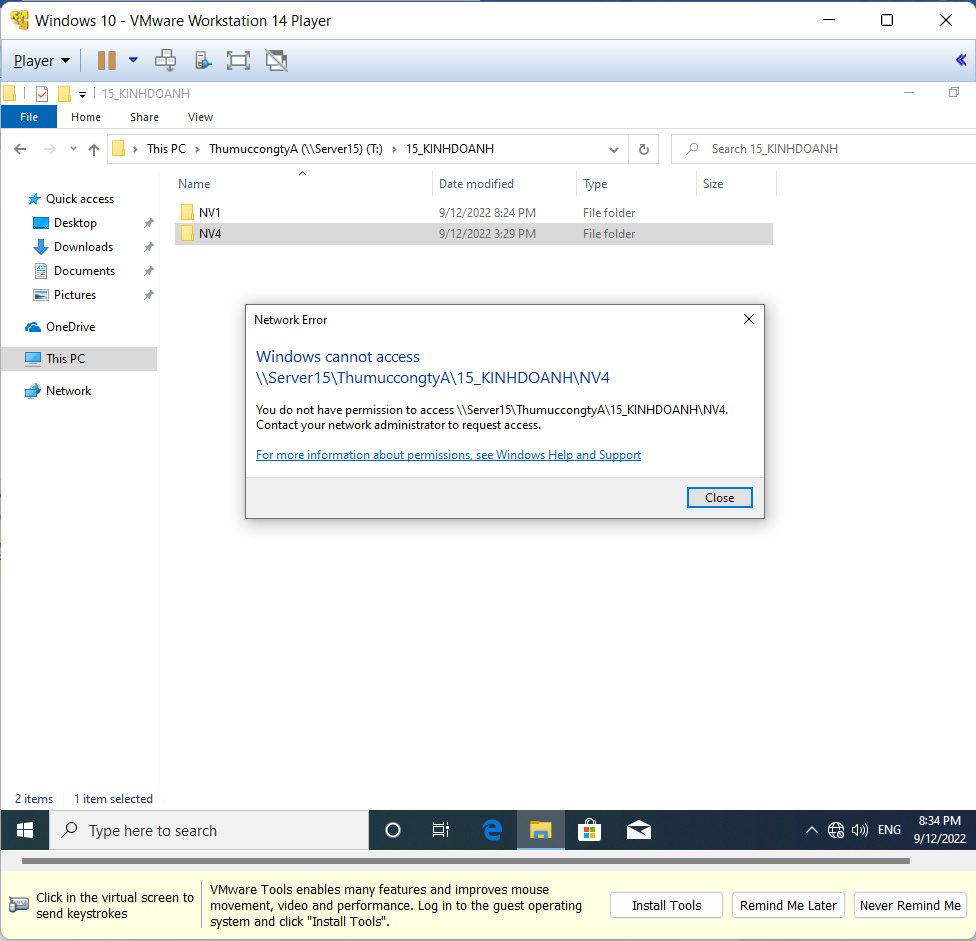 Windows 10 - VMware Workstation 14 Player
Player
15_KINHDOANH
File Home Share View
This PC ThumuccongtyA (\\Server15) (T:) 15_KINHDOANH
Search 15_KINHDOANH
Name Date modified Type Size
NV1 9/12/2022 8:24 PM File folder
NV4 9/12/2022 3:29 PM File folder
Quick access
Desktop
Downloads
Documents
Pictures
OneDrive
This PC
Network
Network Error
Windows cannot access
\\Server15\ThumuccongtyA\15_KINHDOANH\NV4
You do not have permission to access \\Server15\ThumuccongtyA\15_KINHDOANH\NV4.
Contact your network administrator to request access.
For more information about permissions, see Windows Help and Support
Close
2 items 1 item selected
Type here to search
ENG
8:34 PM
9/12/2022
Click in the virtual screen to
send keystrokes
VMware Tools enables many features and improves mouse
movement, video and performance. Log in to the guest operating
system and click "Install Tools".
Install Tools
Remind Me Later
Never Remind Me